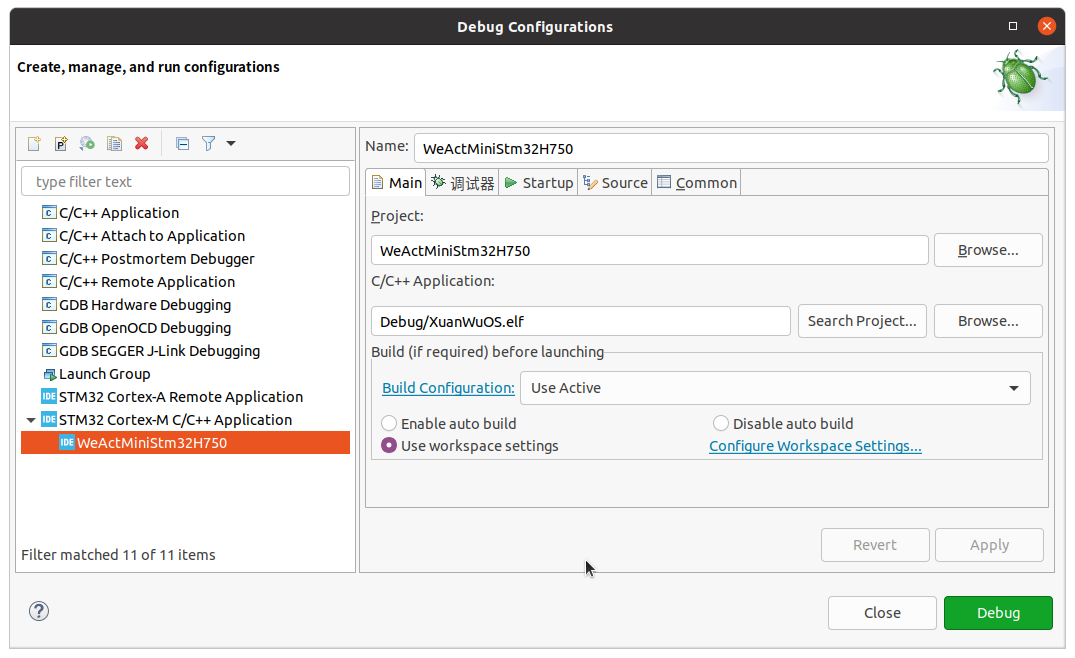 Debug Configurations
Create, manage, and run configurations
type filter text
C/C++ Application
C/C++ Attach to Application
C/C++ Postmortem Debugger
C/C++ Remote Application
GDB Hardware Debugging
GDB OpenOCD Debugging
GDB SEGGER J-Link Debugging
Launch Group
IDE STM32 Cortex-A Remote Application
IDE STM32 Cortex-M C/C++ Application
IDE WeActMiniStm32H750
Filter matched 11 of 11 items
Name: WeActMiniStm32H750
Main 调试器 Startup Source Common
Project:
WeActMiniStm32H750 Browse...
C/C++ Application:
Debug/XuanWuOS.elf Search Project... Browse...
Build (if required) before launching
Build Configuration: Use Active
Enable auto build Disable auto build
Use workspace settings Configure Workspace Settings...
Revert Apply
? Close Debug